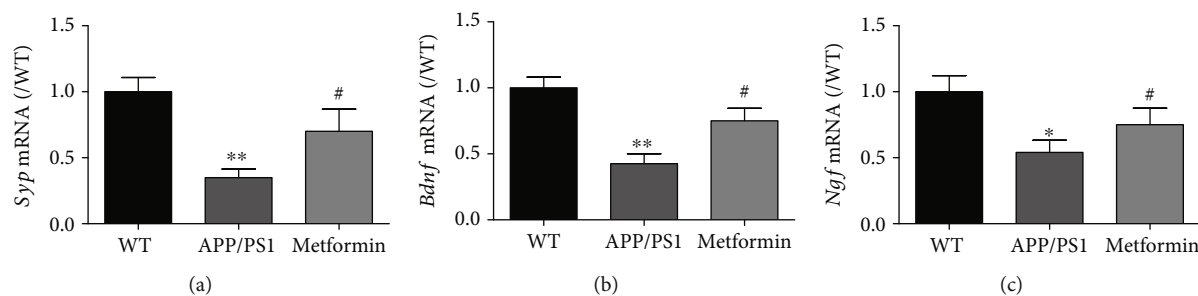 Syp mRNA (/WT)
1.5
1.0
0.5
0.0
**
#
WT
APP/PS1
Metformin
(a)
Bdnf mRNA (/WT)
1.5
1.0
0.5
0.0
**
#
WT
APP/PS1
Metformin
(b)
Ngf mRNA (/WT)
1.5
1.0
0.5
0.0
*
#
WT
APP/PS1
Metformin
(c)